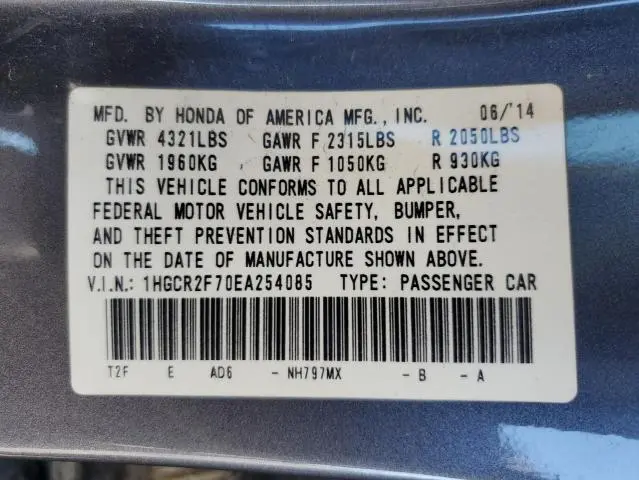 MFD. BY HONDA OF AMERICA MFG., INC. 06/'14
GVWR 4321LBS GAWR F 2315LBS R 2050LBS
GVWR 1960KG GAWR F 1050KG R 930KG
THIS VEHICLE CONFORMS TO ALL APPLICABLE
FEDERAL MOTOR VEHICLE SAFETY, BUMPER,
AND THEFT PREVENTION STANDARDS IN EFFECT
ON THE DATE OF MANUFACTURE SHOWN ABOVE.
V.I.N.: 1HGCR2F70EA254085 TYPE: PASSENGER CAR
T2F E AD6 - NH797MX - B - A